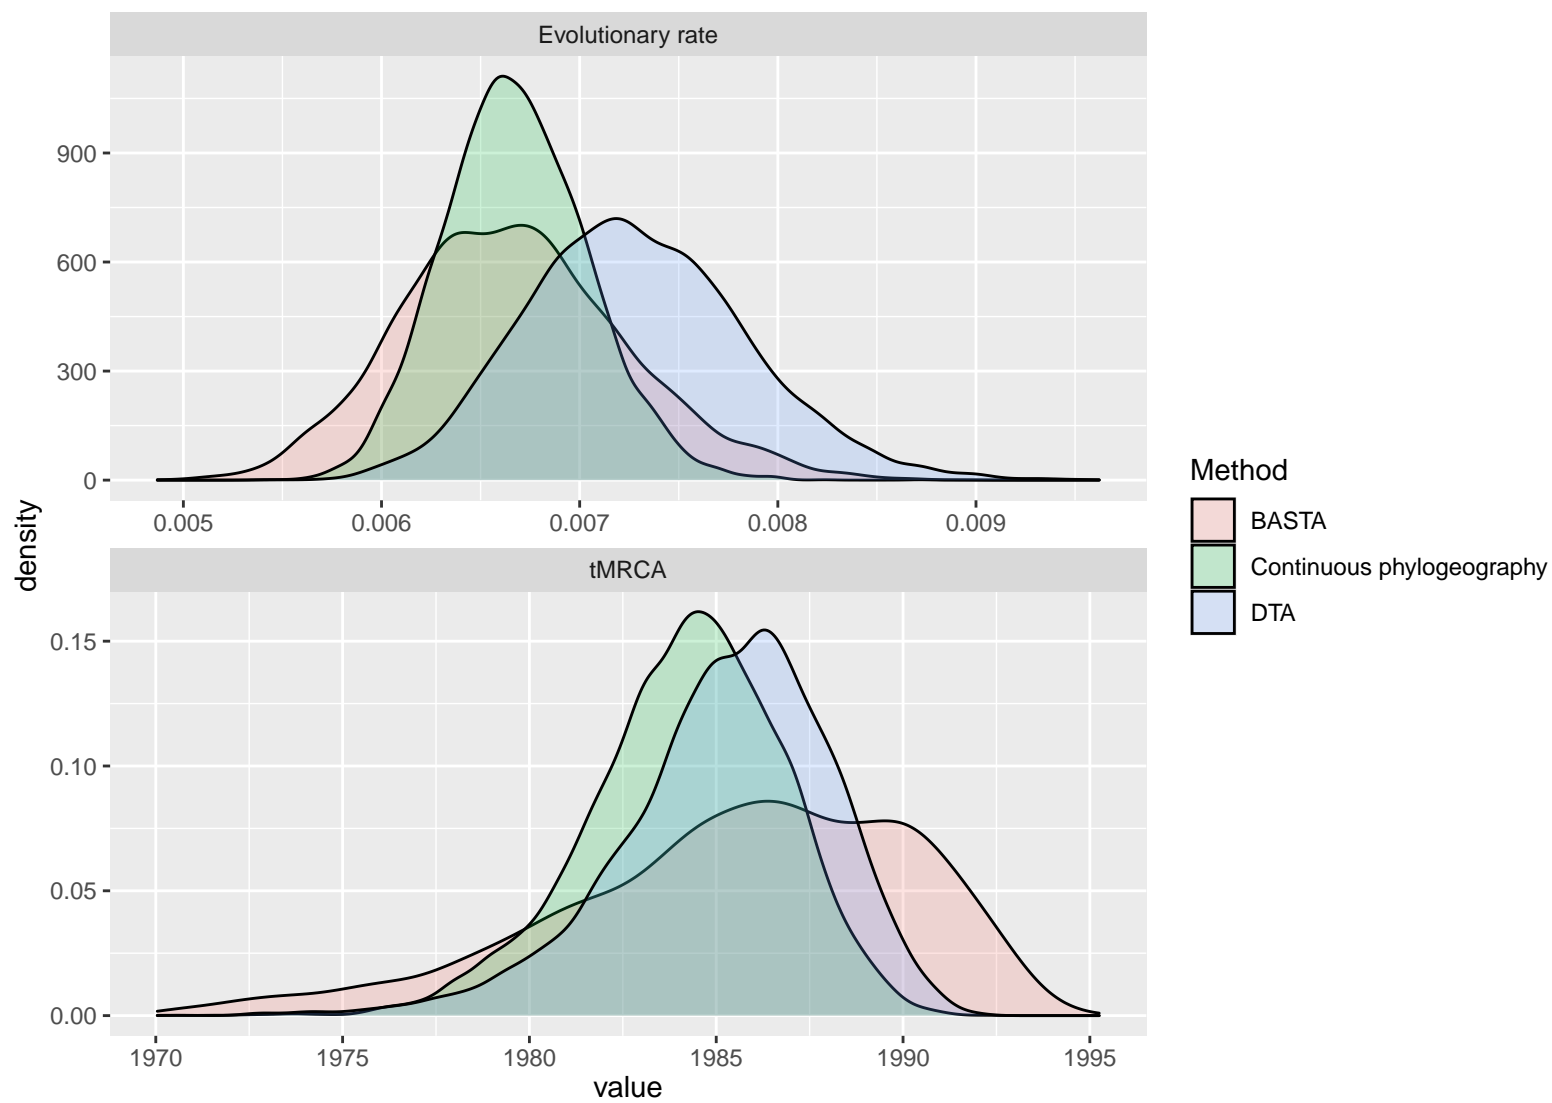 Evolutionary rate
900
600
300
0
0.005 0.006 0.007 0.008 0.009
density
tMRCA
0.15
0.10
0.05
0.00
1970 1975 1980 1985 1990 1995
value
Method
BASTA
Continuous phylogeography
DTA